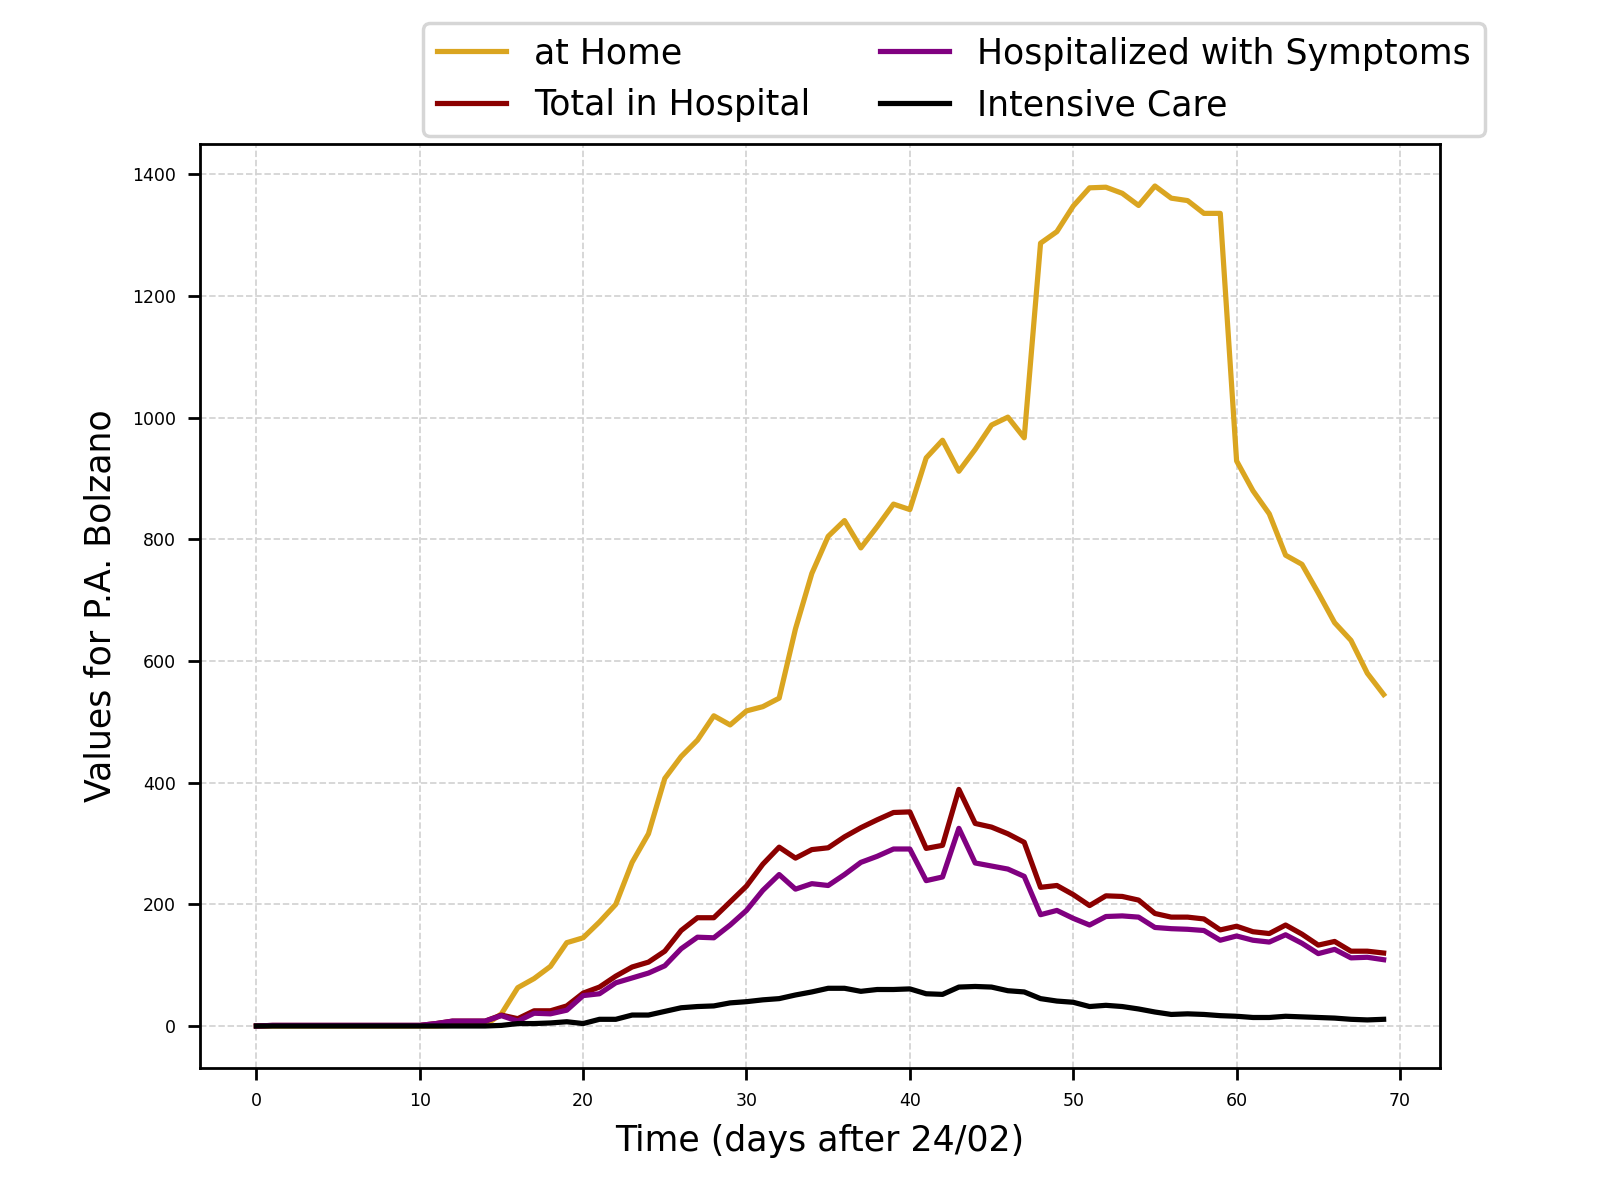 at Home
Total in Hospital
Hospitalized with Symptoms
Intensive Care
Values for P.A. Bolzano
1400
1200
1000
800
600
400
200
0
0 10 20 30 40 50 60 70
Time (days after 24/02)